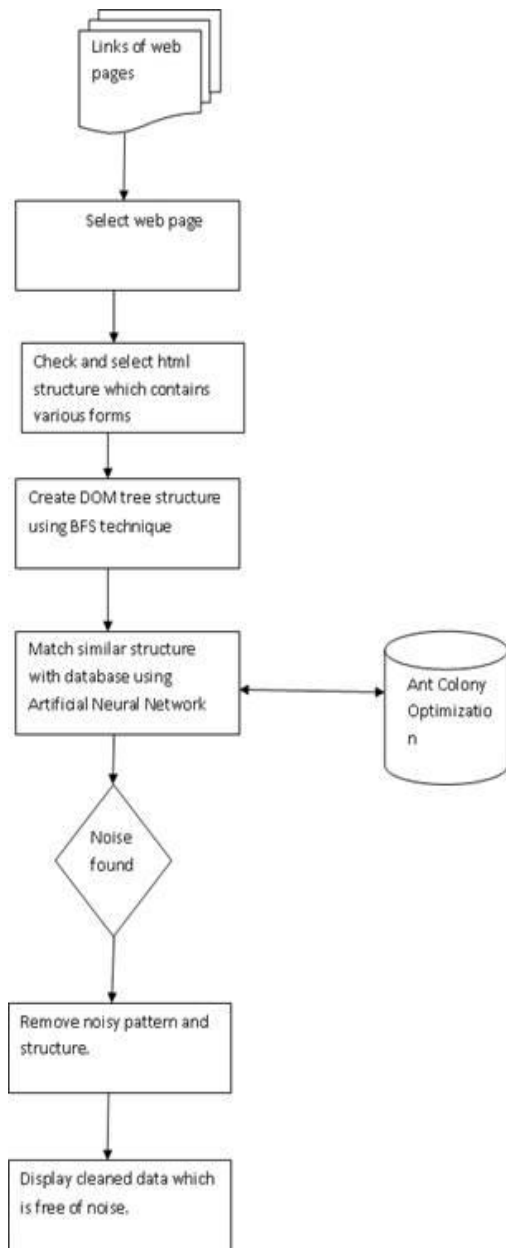 Links of web
pages
Select web page
Check and select html
structure which contains
various forms
Create DOM tree structure
using BFS technique
Match similar structure
with database using
Artificial Neural Network
Ant Colony
Optimizatio
n
Noise
found
Remove noisy pattern and
structure.
Display cleaned data which
is free of noise.